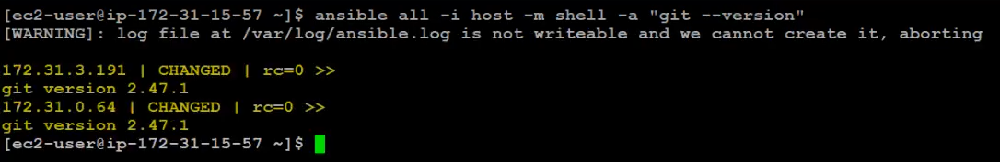 [ec2-user@ip-172-31-15-57 ~]$ ansible all -i host -m shell -a "git --version"
[WARNING]: log file at /var/log/ansible.log is not writeable and we cannot create it, aborting
172.31.3.191 | CHANGED | rc=0 >>
git version 2.47.1
172.31.0.64 | CHANGED | rc=0 >>
git version 2.47.1
[ec2-user@ip-172-31-15-57 ~]$